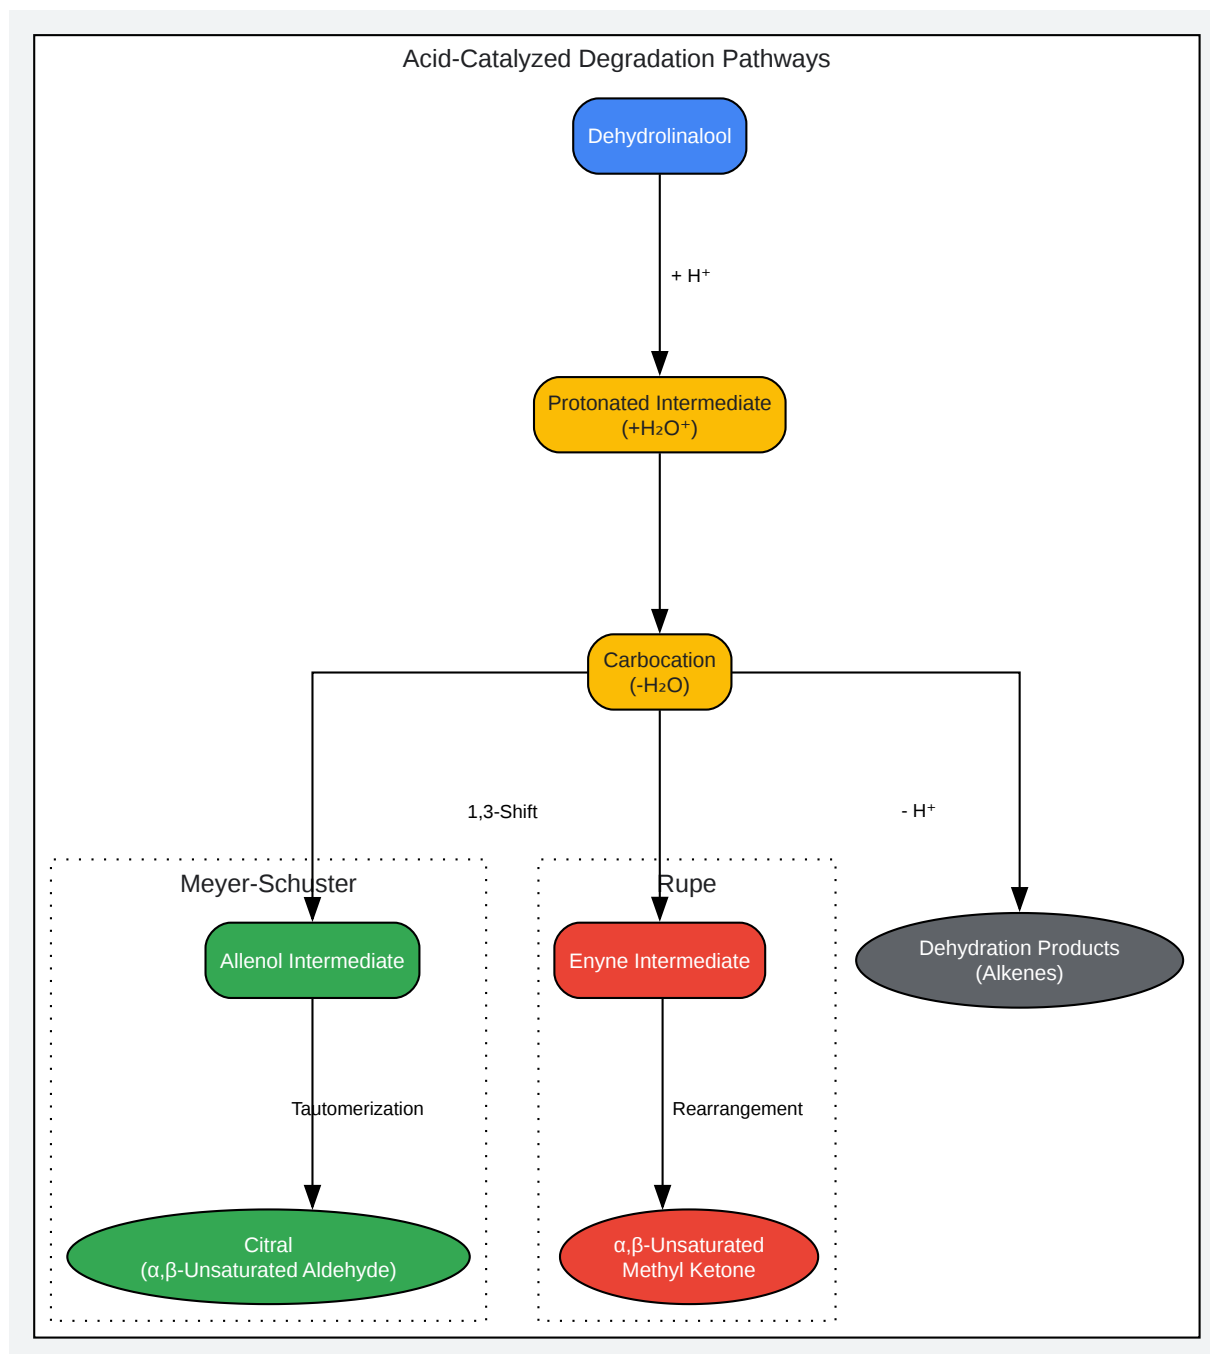 Acid-Catalyzed Degradation Pathways
Dehydrolinalool
+ H⁺
Protonated Intermediate
(+H₂O⁺)
Carbocation
(-H₂O)
1,3-Shift
- H⁺
Meyer-Schuster
Rupe
Allenol Intermediate
Enyne Intermediate
Dehydration Products
(Alkenes)
Tautomerization
Rearrangement
Citral
(α,β-Unsaturated Aldehyde)
α,β-Unsaturated
Methyl Ketone